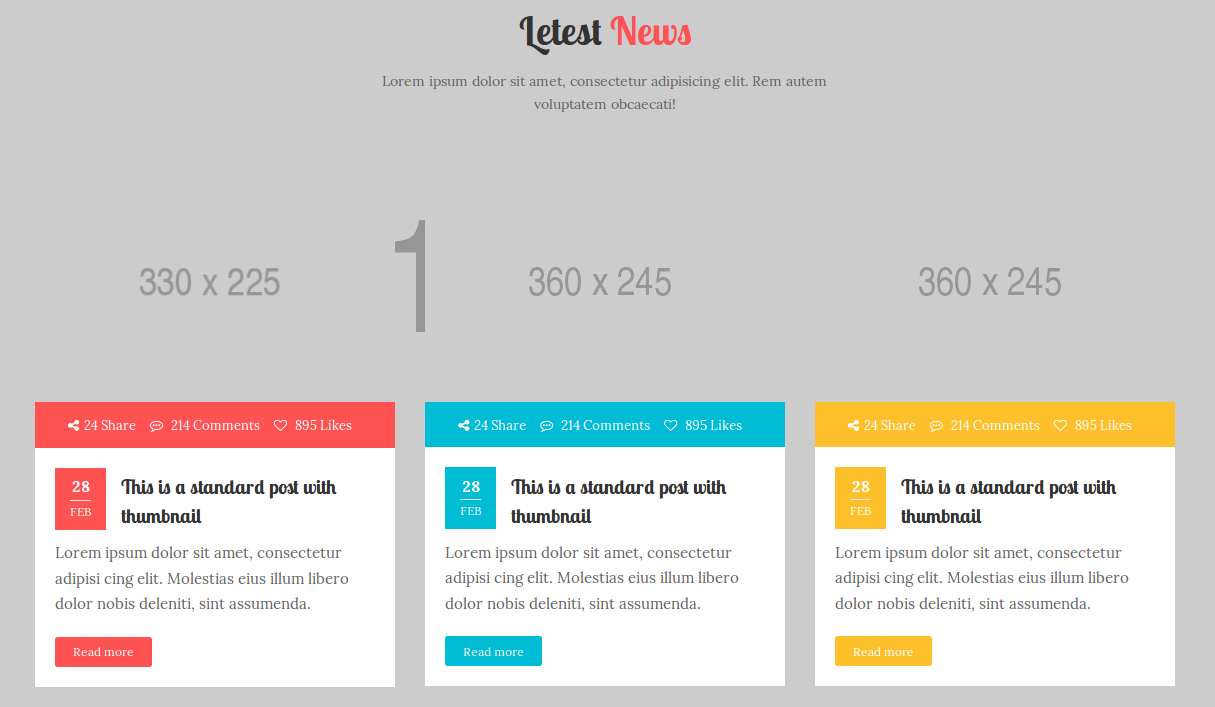 Letest News
Lorem ipsum dolor sit amet, consectetur adipisicing elit. Rem autem
voluptatem obcaecati!
1
330 x 225
360 x 245
360 x 245
24 Share 214 Comments 895 Likes
28
FEB
This is a standard post with
thumbnail
Lorem ipsum dolor sit amet, consectetur
adipisi cing elit. Molestias eius illum libero
dolor nobis deleniti, sint assumenda.
Read more
24 Share 214 Comments 895 Likes
28
FEB
This is a standard post with
thumbnail
Lorem ipsum dolor sit amet, consectetur
adipisi cing elit. Molestias eius illum libero
dolor nobis deleniti, sint assumenda.
Read more
24 Share 214 Comments 895 Likes
28
FEB
This is a standard post with
thumbnail
Lorem ipsum dolor sit amet, consectetur
adipisi cing elit. Molestias eius illum libero
dolor nobis deleniti, sint assumenda.
Read more